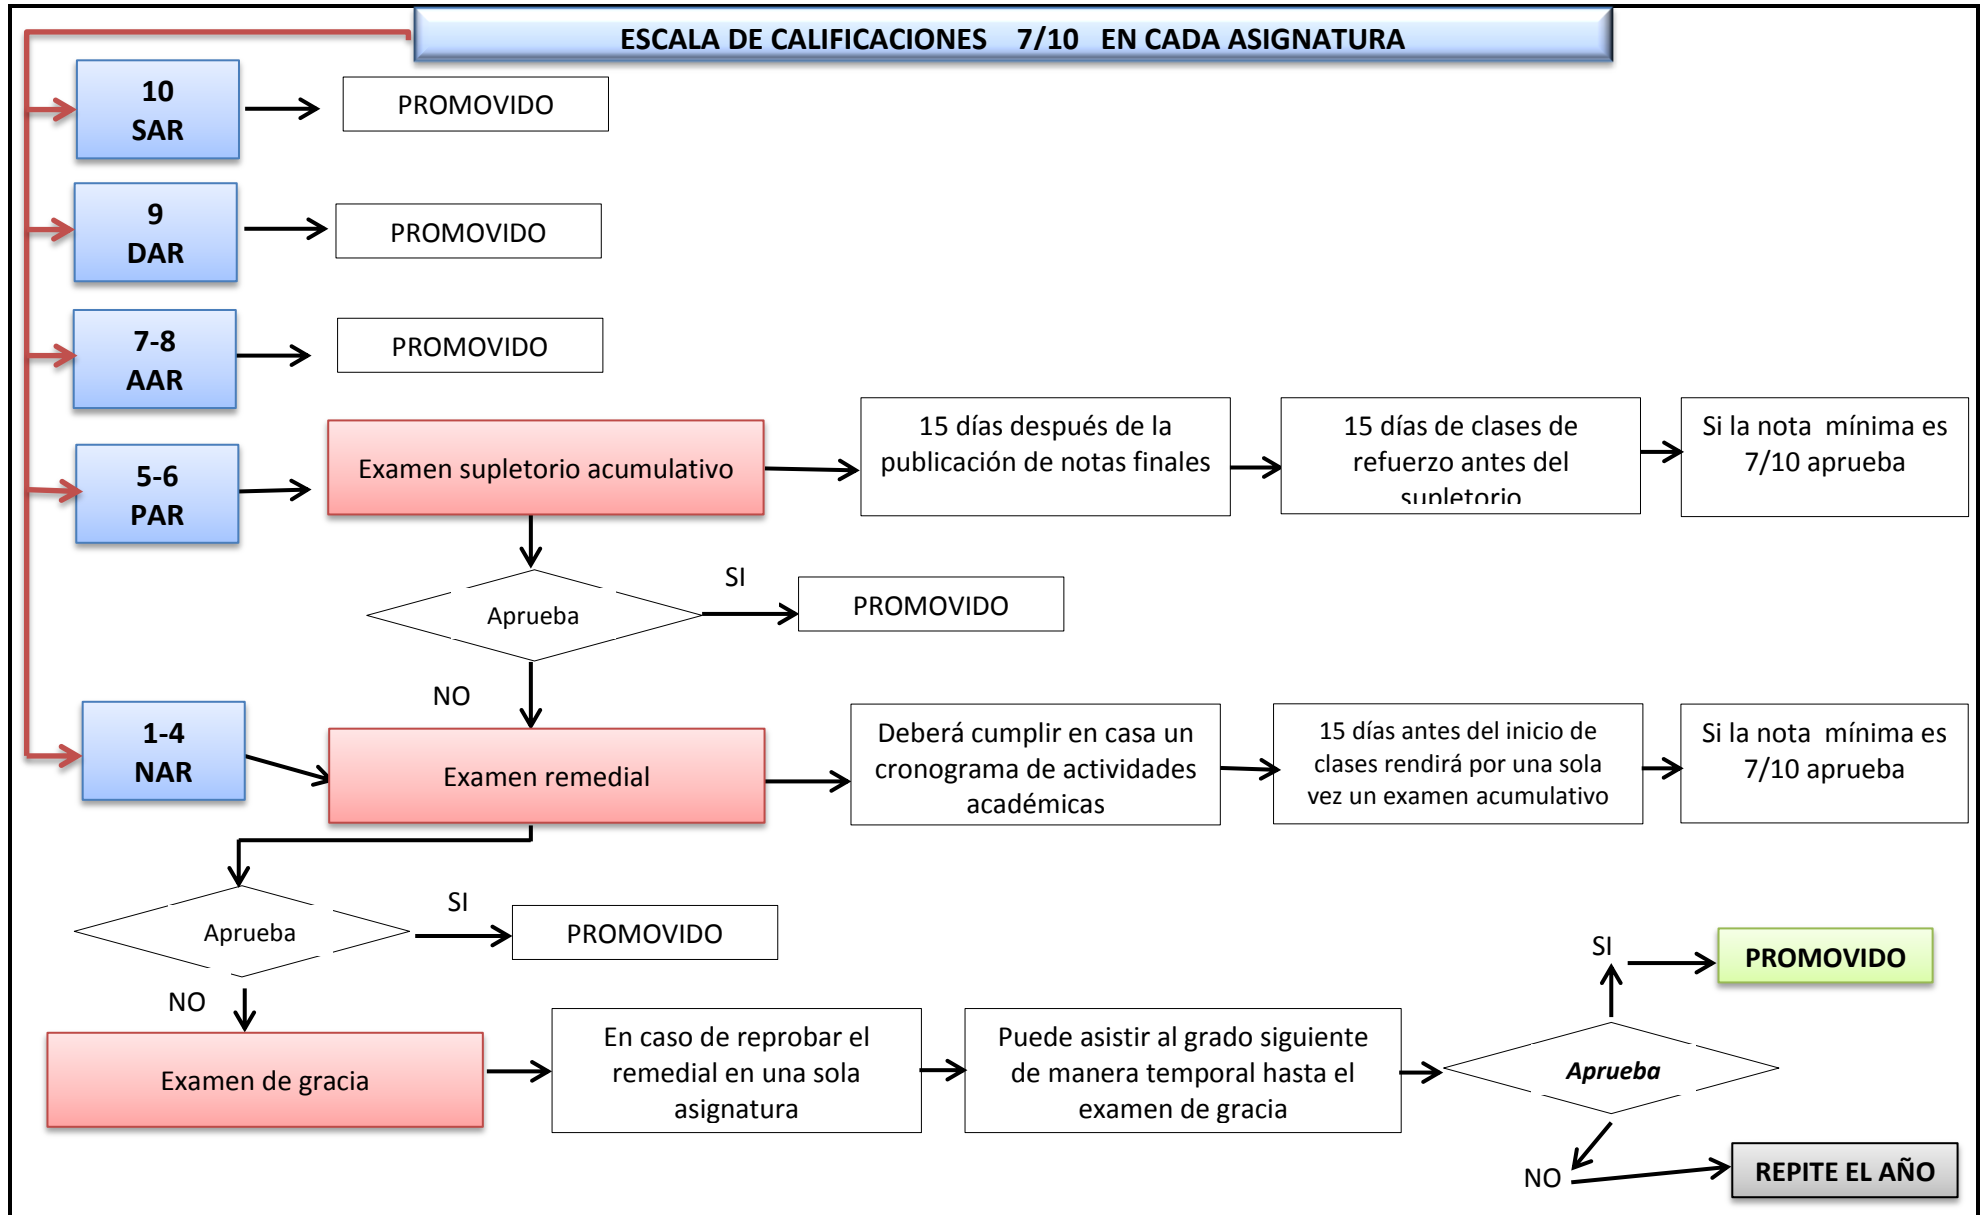 ESCALA DE CALIFICACIONES 7/10 EN CADA ASIGNATURA
10
SAR
PROMOVIDO
9
DAR
PROMOVIDO
7-8
AAR
PROMOVIDO
5-6
PAR
Examen supletorio acumulativo
15 días después de la
publicación de notas finales
15 días de clases de
refuerzo antes del
supletorio
Si la nota mínima es
7/10 aprueba
Aprueba
SI
PROMOVIDO
NO
1-4
NAR
Examen remedial
Deberá cumplir en casa un
cronograma de actividades
académicas
15 días antes del inicio de
clases rendirá por una sola
vez un examen acumulativo
Si la nota mínima es
7/10 aprueba
Aprueba
SI
PROMOVIDO
NO
Examen de gracia
En caso de reprobar el
remedial en una sola
asignatura
Puede asistir al grado siguiente
de manera temporal hasta el
examen de gracia
Aprueba
SI
PROMOVIDO
NO
REPITE EL AÑO